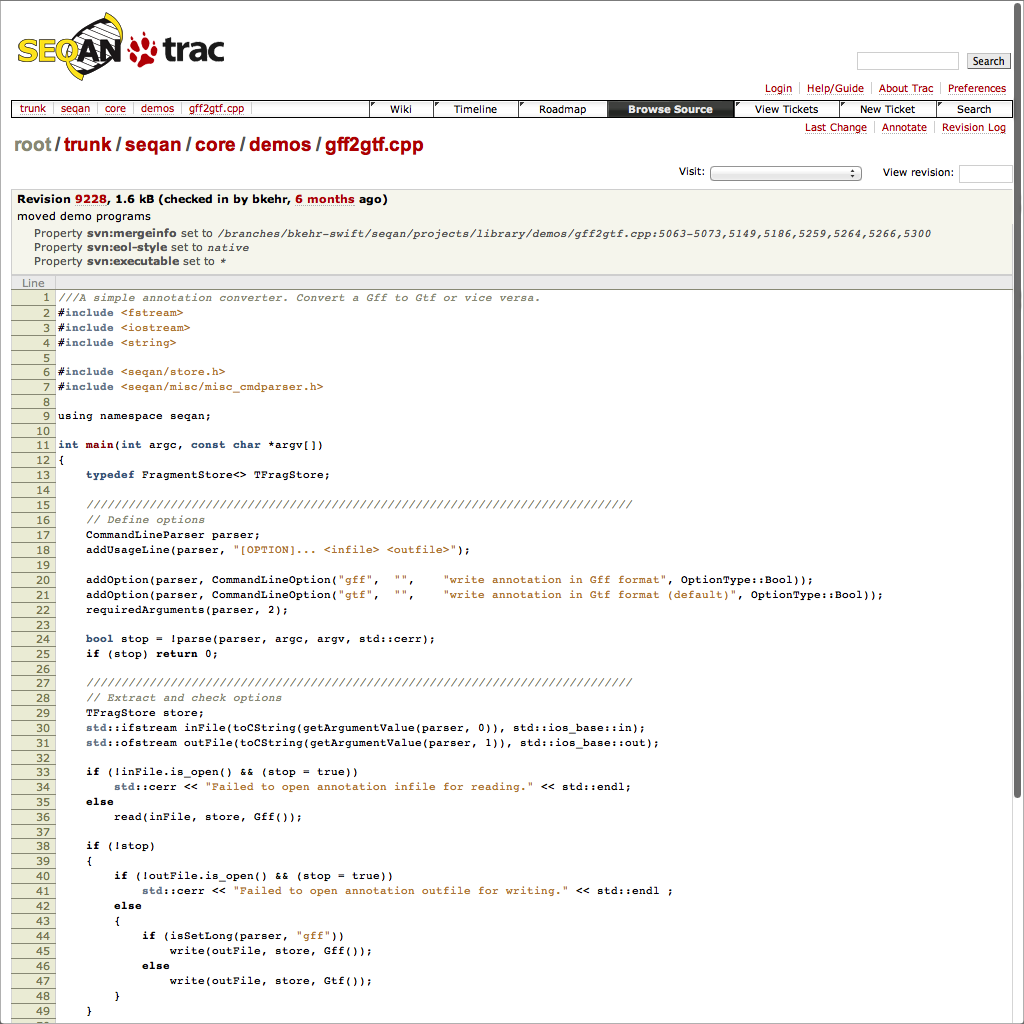 SEQAN trac
Search
Login Help/Guide About Trac Preferences
trunk seqan core demos gff2gtf.cpp Wiki Timeline Roadmap Browse Source View Tickets New Ticket Search
Last Change Annotate Revision Log
root/trunk/seqan/core/demos/gff2gtf.cpp
Visit: View revision:
Revision 9228, 1.6 kB (checked in by bkehr, 6 months ago)
moved demo programs
Property svn:mergeinfo set to /branches/bkehr-swift/seqan/projects/library/demos/gff2gtf.cpp:5063-5073,5149,5186,5259,5264,5266,5300
Property svn:eol-style set to native
Property svn:executable set to *
Line
1 ///A simple annotation converter. Convert a Gff to Gtf or vice versa.
2 #include <fstream>
3 #include <iostream>
4 #include <string>
5
6 #include <seqan/store.h>
7 #include <seqan/misc/misc_cmdparser.h>
8
9 using namespace seqan;
10
11 int main(int argc, const char *argv[])
12 {
13     typedef FragmentStore<> TFragStore;
14
15     //////////////////////////////////////////////////////////////////////////////
16     // Define options
17     CommandLineParser parser;
18     addUsageLine(parser, "[OPTION]... <infile> <outfile>");
19
20     addOption(parser, CommandLineOption("gff",  "",    "write annotation in Gff format", OptionType::Bool));
21     addOption(parser, CommandLineOption("gtf",  "",    "write annotation in Gtf format (default)", OptionType::Bool));
22     requiredArguments(parser, 2);
23
24     bool stop = !parse(parser, argc, argv, std::cerr);
25     if (stop) return 0;
26
27     //////////////////////////////////////////////////////////////////////////////
28     // Extract and check options
29     TFragStore store;
30     std::ifstream inFile(toCString(getArgumentValue(parser, 0)), std::ios_base::in);
31     std::ofstream outFile(toCString(getArgumentValue(parser, 1)), std::ios_base::out);
32
33     if (!inFile.is_open() && (stop = true))
34         std::cerr << "Failed to open annotation infile for reading." << std::endl;
35     else
36         read(inFile, store, Gff());
37
38     if (!stop)
39     {
40         if (!outFile.is_open() && (stop = true))
41             std::cerr << "Failed to open annotation outfile for writing." << std::endl ;
42         else
43         {
44             if (isSetLong(parser, "gff"))
45                 write(outFile, store, Gff());
46             else
47                 write(outFile, store, Gtf());
48         }
49     }